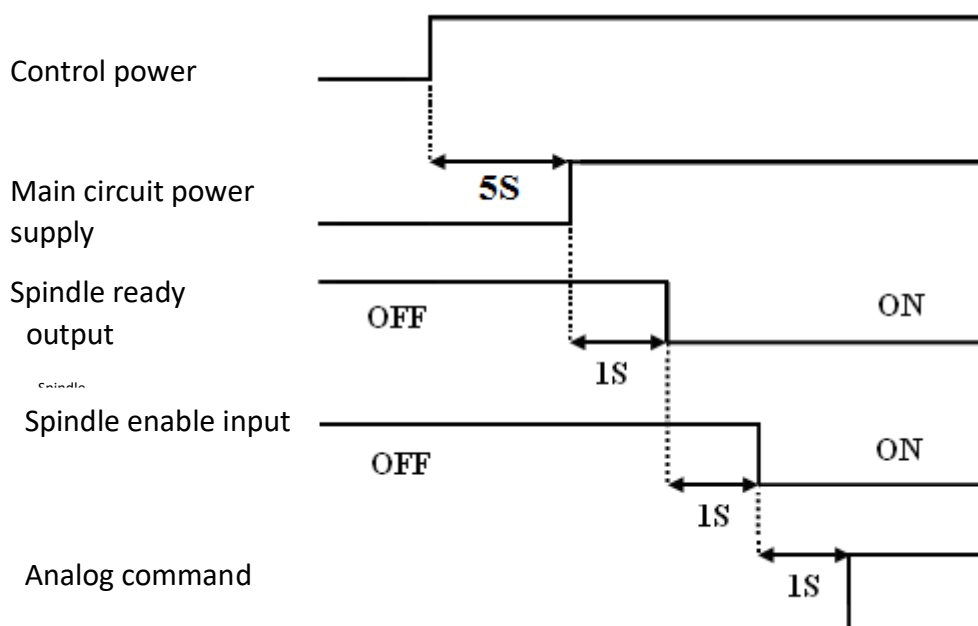 Control power
5S
Main circuit power
supply
Spindle ready
output
OFF
ON
1S
Spindle
Spindle enable input
OFF
ON
1S
Analog command
1S